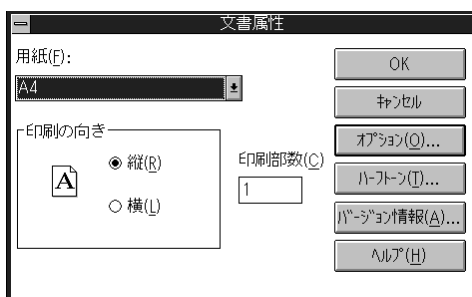 文書属性
用紙(F):
A4
印刷の向き
A
縦(R)
横(L)
印刷部数(C)
1
OK
ｷｬﾝｾﾙ
ｵﾌﾟｼｮﾝ(O)...
ﾊｰﾌﾄｰﾝ(T)...
ﾊﾞｰｼﾞｮﾝ情報(A)...
ﾍﾙﾌﾟ(H)